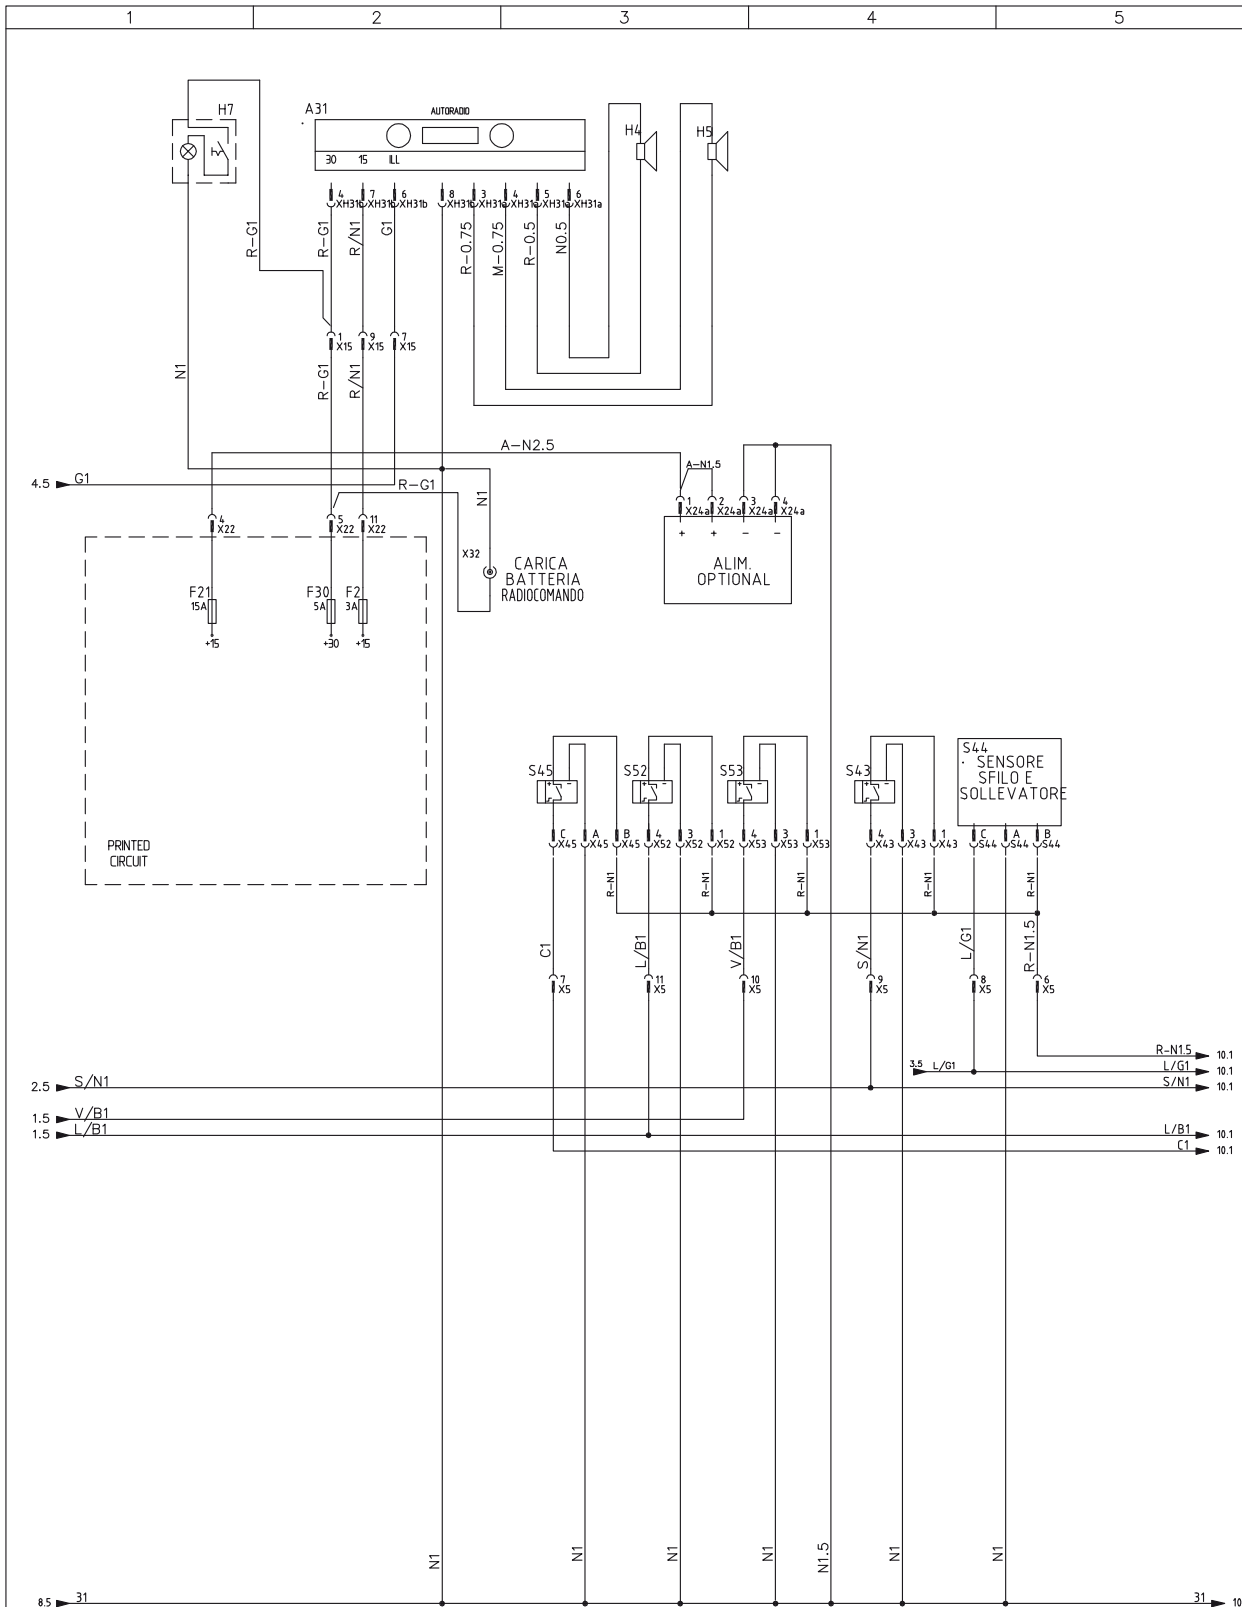 1 2 3 4 5
H7
A31
AUTORADIO
H4
H5
30 15 ILL
4 7 6 8 3 4 5 6
XH31b XH31b XH31b XH31b XH31a XH31a XH31a XH31a
R-G1
R-G1
R/N1
G1
R-0.75
M-0.75
R-0.5
N0.5
1 9 7
X15 X15 X15
N1
R-G1
R/N1
A-N2.5
A-N1.5
4.5 G1
R-G1
N1
1 2 3 4
X24a X24a X24a X24a
+ + - -
4 5 11
X22 X22 X22
X32
CARICA
BATTERIA
RADIOCOMANDO
ALIM.
OPTIONAL
F21 F30 F2
15A 5A 3A
+15 +30 +15
S44
SENSORE
SFILO E
SOLLEVATORE
S45 S52 S53 S43
+ - + - + - + -
PRINTED
CIRCUIT
C A B 4 3 1 4 3 1 4 3 1 C A B
X45 X45 X45 X52 X52 X52 X53 X53 X53 X43 X43 X43 S44 S44 S44
R-N1 R-N1 R-N1 R-N1 R-N1
C1
L/B1
V/B1
S/N1
L/G1
R-N1.5
7 11 10 9 8 6
X5 X5 X5 X5 X5 X5
R-N1.5 10.1
3.5 L/G1
L/G1 10.1
2.5 S/N1
S/N1 10.1
1.5 V/B1
1.5 L/B1
L/B1 10.1
C1 10.1
N1 N1 N1 N1 N1.5 N1 N1
8.5 31
31 10